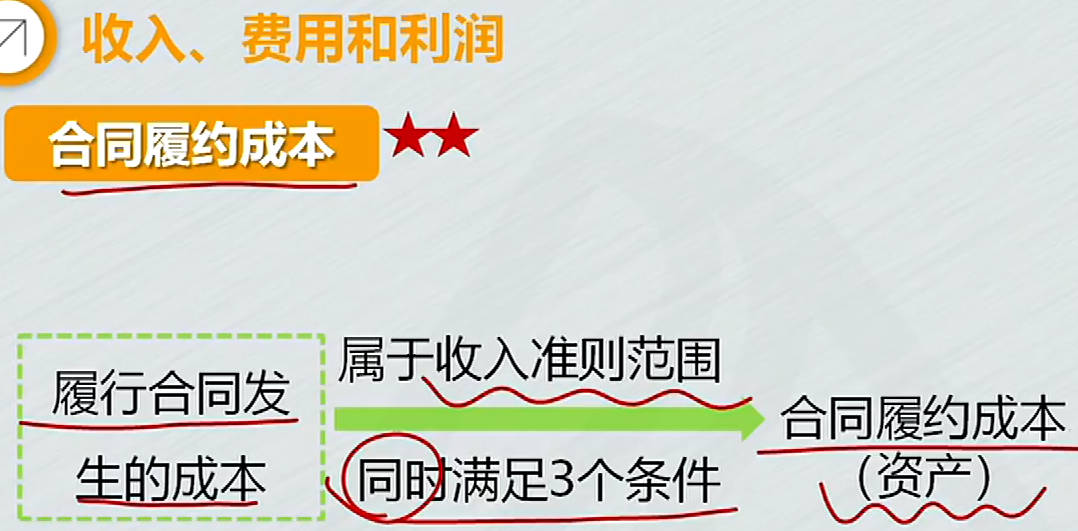 收入、费用和利润
合同履约成本
属于收入准则范围
履行合同发
生的成本
同时满足3个条件
合同履约成本
（资产）